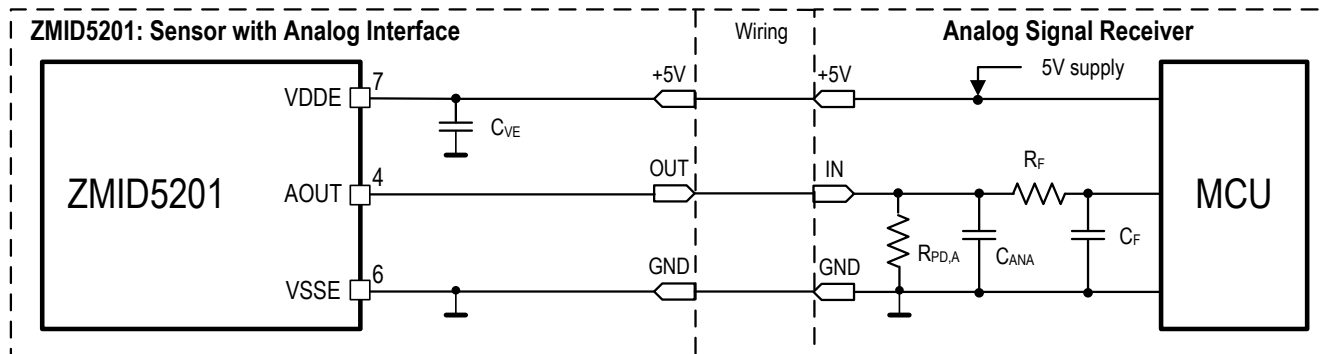 ZMID5201: Sensor with Analog Interface
Wiring
Analog Signal Receiver
ZMID5201
VDDE
7
CVE
+5V
+5V
5V supply
AOUT
4
OUT
IN
RF
RPD,A
CANA
CF
VSSE
6
GND
GND
MCU